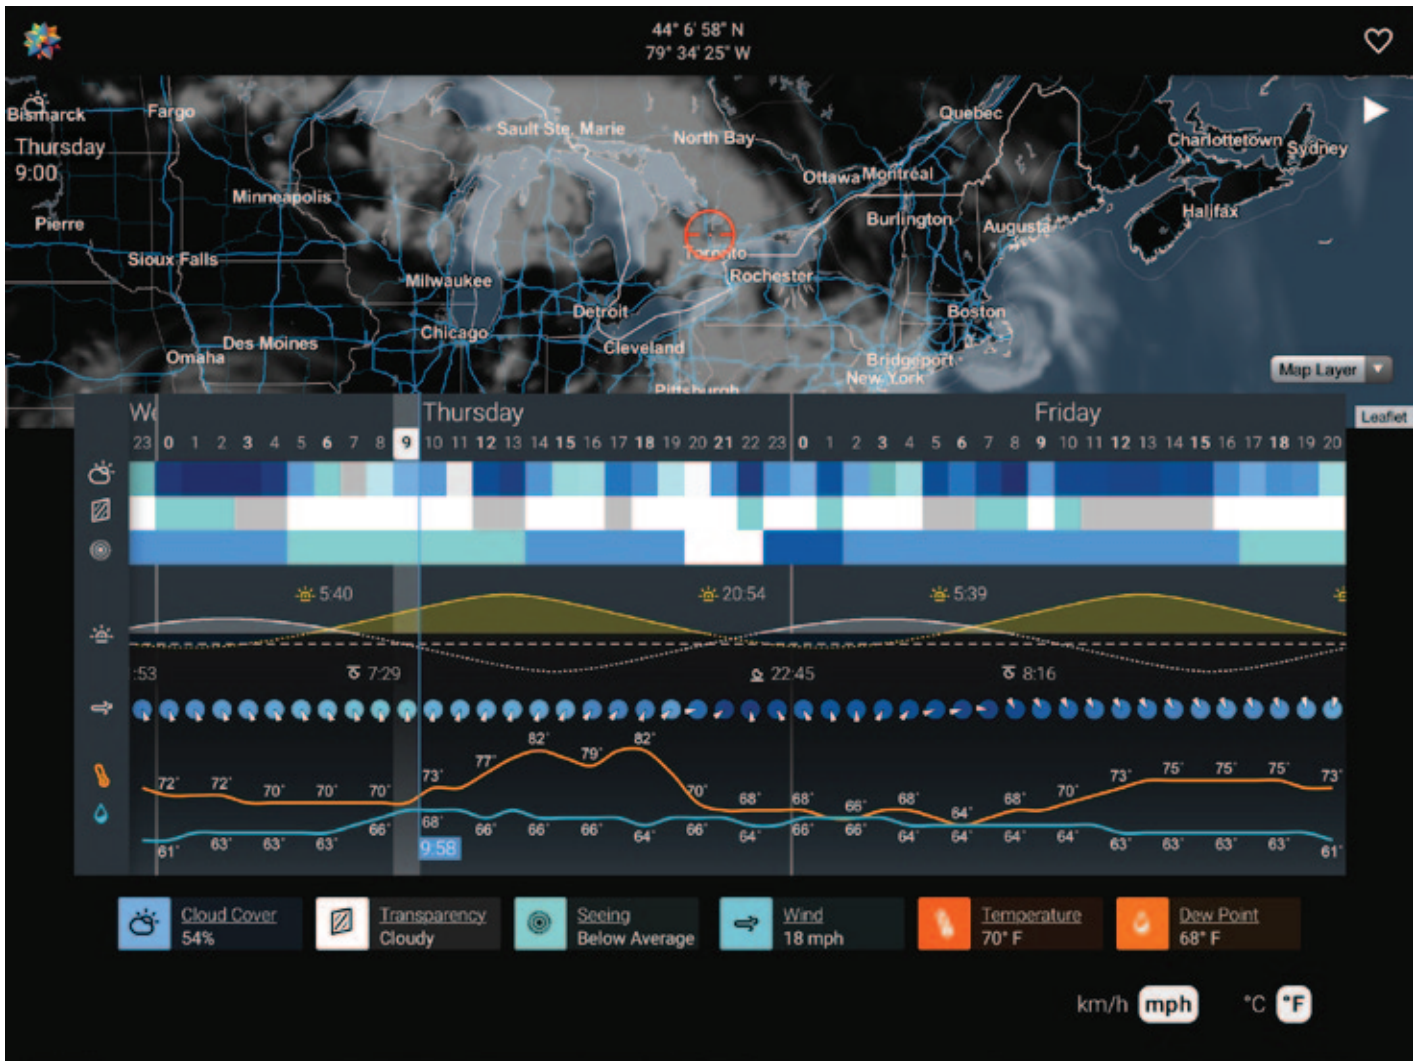 44° 6' 58" N
79° 34' 25" W
Bismarck
Fargo
Sault Ste. Marie
North Bay
Quebec
Charlottetown
Sydney
Thursday
9:00
Ottawa
Montréal
Minneapolis
Pierre
Burlington
Augusta
Halifax
Sioux Falls
Toronto
Rochester
Milwaukee
Detroit
Boston
Chicago
Des Moines
Cleveland
Omaha
Bridgeport
New York
Pittsburgh
Map Layer
Leaflet
We Thursday Friday
23 0 1 2 3 4 5 6 7 8 9 10 11 12 13 14 15 16 17 18 19 20 21 22 23 0 1 2 3 4 5 6 7 8 9 10 11 12 13 14 15 16 17 18 19 20
5:40 20:54 5:39
:53 7:29 22:45 8:16
72° 72° 70° 70° 70° 73° 77° 82° 79° 82° 70° 68° 68° 66° 68° 64° 68° 70° 73° 75° 75° 75° 73°
61° 63° 63° 63° 66° 68° 66° 66° 66° 64° 66° 64° 66° 66° 64° 64° 64° 64° 63° 63° 63° 63° 61°
9:58
Cloud Cover
54%
Transparency
Cloudy
Seeing
Below Average
Wind
18 mph
Temperature
70° F
Dew Point
68° F
km/h mph °C °F